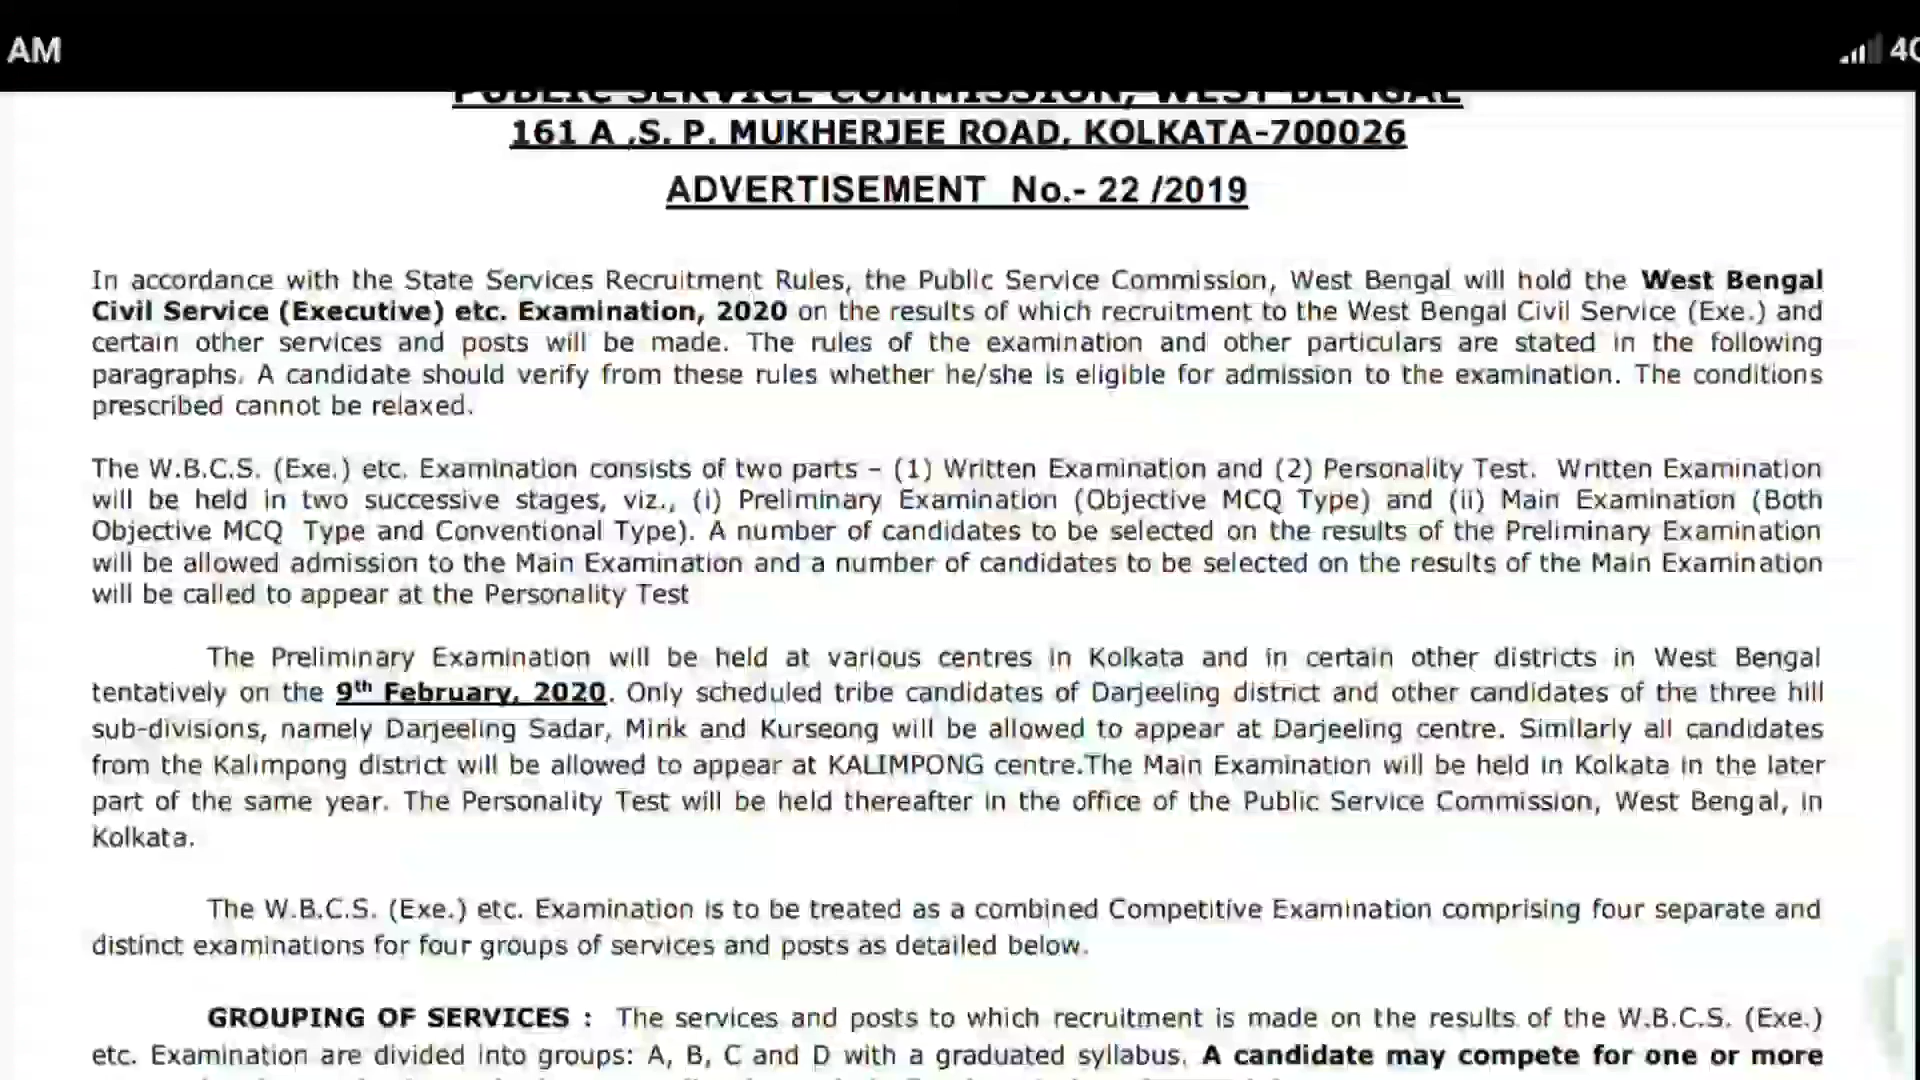 AM
4G
PUBLIC SERVICE COMMISSION, WEST BENGAL
161 A ,S. P. MUKHERJEE ROAD, KOLKATA-700026
ADVERTISEMENT No.- 22 /2019
In accordance with the State Services Recruitment Rules, the Public Service Commission, West Bengal will hold the West Bengal
Civil Service (Executive) etc. Examination, 2020 on the results of which recruitment to the West Bengal Civil Service (Exe.) and
certain other services and posts will be made. The rules of the examination and other particulars are stated in the following
paragraphs. A candidate should verify from these rules whether he/she is eligible for admission to the examination. The conditions
prescribed cannot be relaxed.
The W.B.C.S. (Exe.) etc. Examination consists of two parts – (1) Written Examination and (2) Personality Test. Written Examination
will be held in two successive stages, viz., (i) Preliminary Examination (Objective MCQ Type) and (ii) Main Examination (Both
Objective MCQ Type and Conventional Type). A number of candidates to be selected on the results of the Preliminary Examination
will be allowed admission to the Main Examination and a number of candidates to be selected on the results of the Main Examination
will be called to appear at the Personality Test
The Preliminary Examination will be held at various centres in Kolkata and in certain other districts in West Bengal
tentatively on the 9th February, 2020. Only scheduled tribe candidates of Darjeeling district and other candidates of the three hill
sub-divisions, namely Darjeeling Sadar, Mirik and Kurseong will be allowed to appear at Darjeeling centre. Similarly all candidates
from the Kalimpong district will be allowed to appear at KALIMPONG centre.The Main Examination will be held in Kolkata in the later
part of the same year. The Personality Test will be held thereafter in the office of the Public Service Commission, West Bengal, in
Kolkata.
The W.B.C.S. (Exe.) etc. Examination is to be treated as a combined Competitive Examination comprising four separate and
distinct examinations for four groups of services and posts as detailed below.
GROUPING OF SERVICES : The services and posts to which recruitment is made on the results of the W.B.C.S. (Exe.)
etc. Examination are divided into groups: A, B, C and D with a graduated syllabus. A candidate may compete for one or more